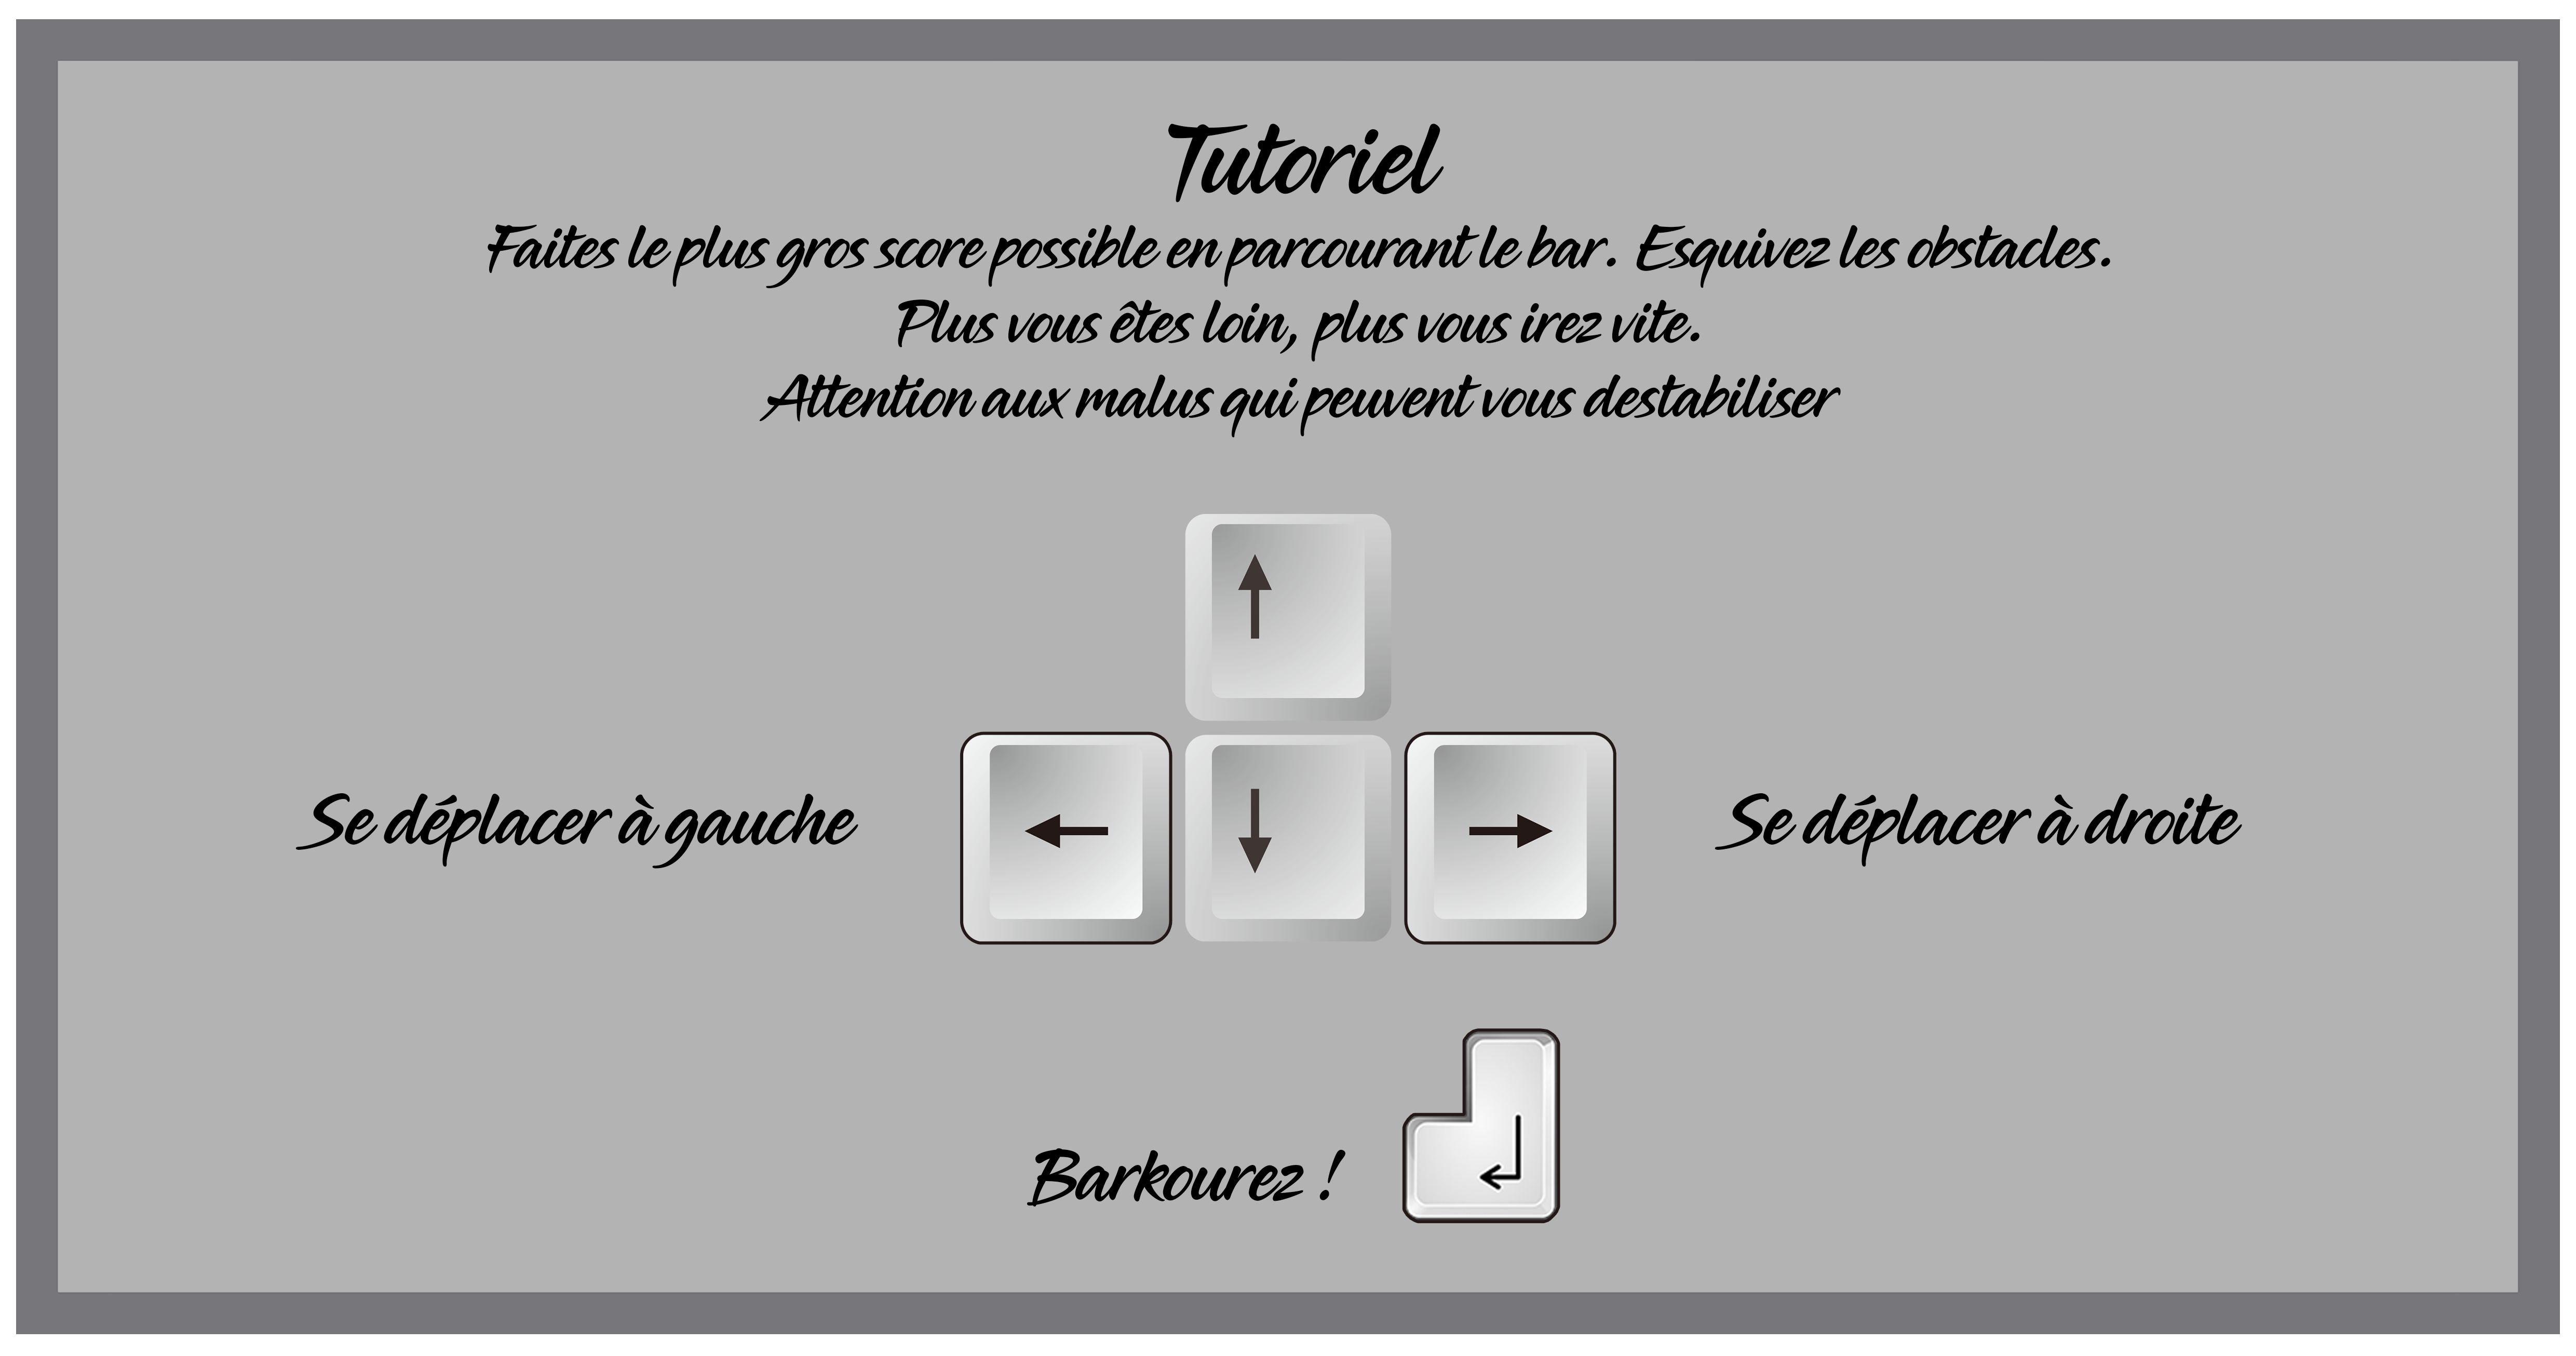 Tutoriel
Faites le plus gros score possible en parcourant le bar. Esquivez les obstacles.
Plus vous êtes loin, plus vous irez vite.
Attention aux malus qui peuvent vous destabiliser
Se déplacer à gauche
Se déplacer à droite
Barkourez !